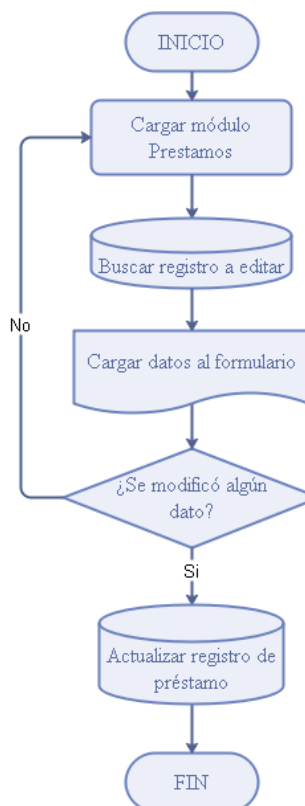 INICIO
Cargar módulo
Prestamos
Buscar registro a editar
No
Cargar datos al formulario
¿Se modificó algún
dato?
Si
Actualizar registro de
préstamo
FIN